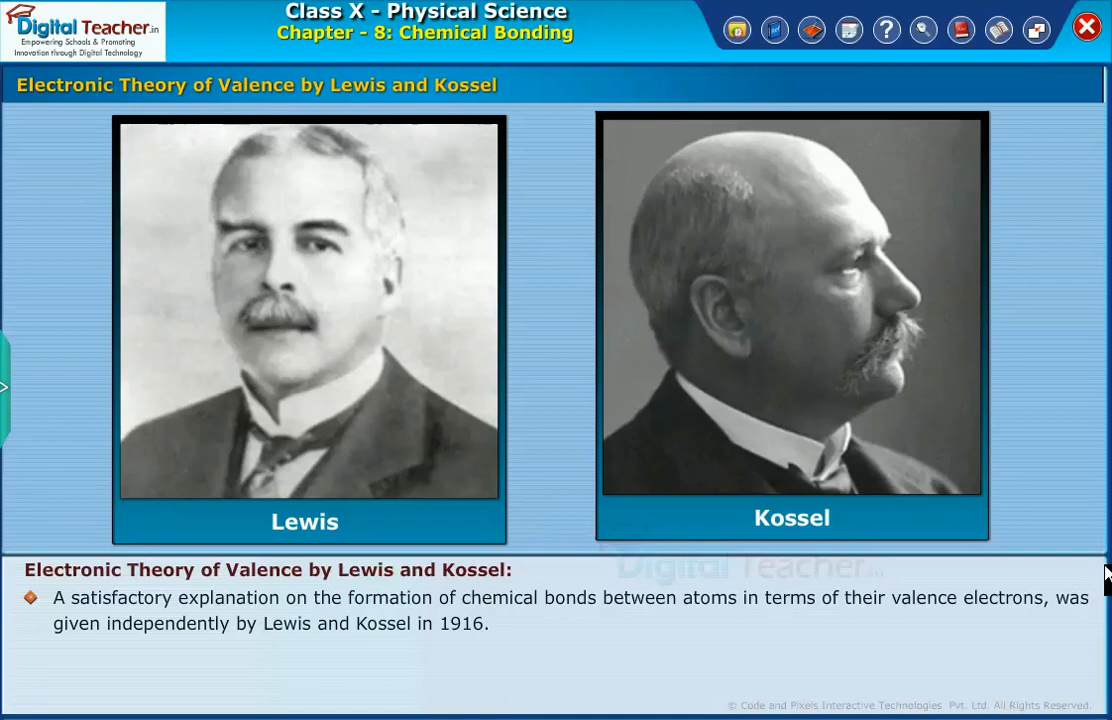 Digital Teacher.in
Empowering Schools & Promoting
Innovation through Digital Technology
Class X - Physical Science
Chapter - 8: Chemical Bonding
Electronic Theory of Valence by Lewis and Kossel
Lewis
Kossel
Digital Teacher.in
Electronic Theory of Valence by Lewis and Kossel:
A satisfactory explanation on the formation of chemical bonds between atoms in terms of their valence electrons, was
given independently by Lewis and Kossel in 1916.
© Code and Pixels Interactive Technologies Pvt. Ltd. All Rights Reserved.